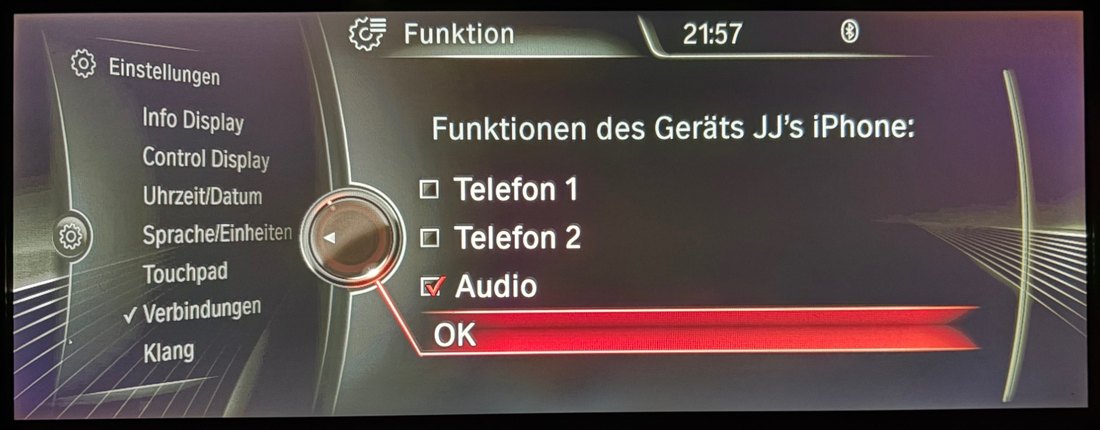 Funktion
21:57
Einstellungen
Info Display
Control Display
Uhrzeit/Datum
Sprache/Einheiten
Touchpad
Verbindungen
Klang
Funktionen des Geräts JJ's iPhone:
Telefon 1
Telefon 2
Audio
OK